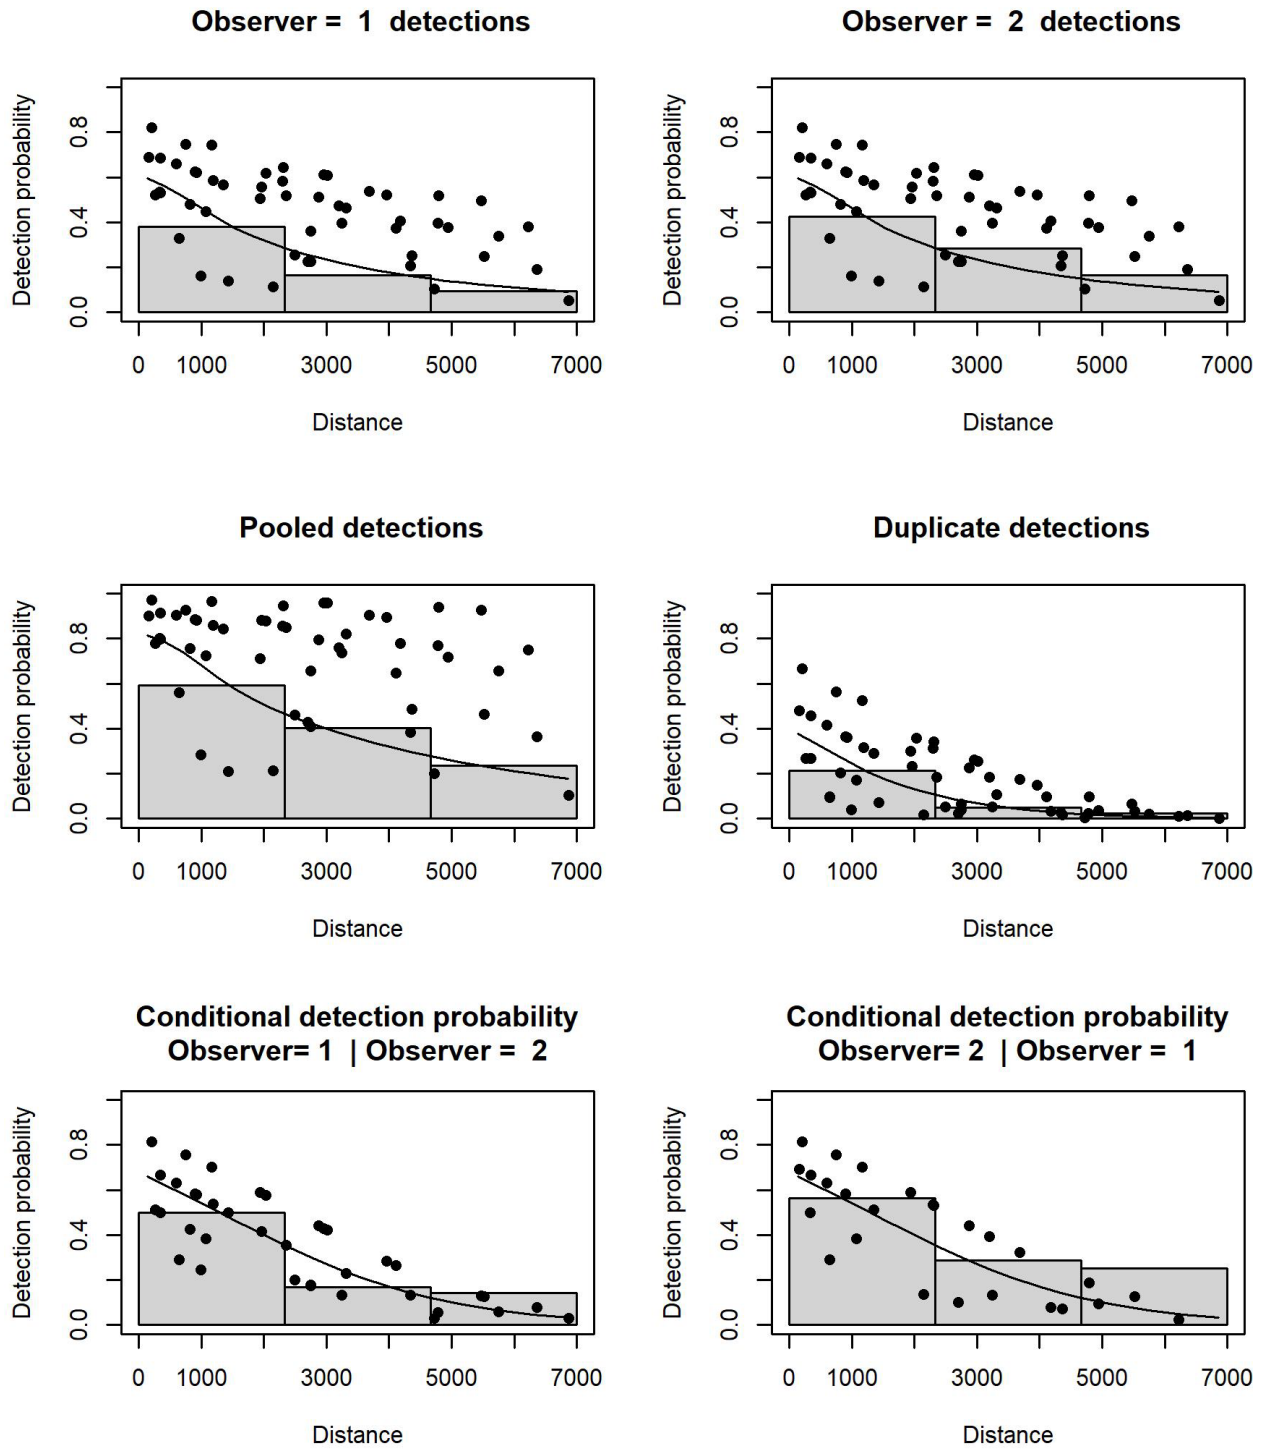 Observer =  1  detections
Detection probability
0.0 0.4 0.8
0 1000 3000 5000 7000
Distance
Observer =  2  detections
Detection probability
0.0 0.4 0.8
0 1000 3000 5000 7000
Distance
Pooled detections
Detection probability
0.0 0.4 0.8
0 1000 3000 5000 7000
Distance
Duplicate detections
Detection probability
0.0 0.4 0.8
0 1000 3000 5000 7000
Distance
Conditional detection probability
Observer= 1  | Observer =  2
Detection probability
0.0 0.4 0.8
0 1000 3000 5000 7000
Distance
Conditional detection probability
Observer= 2  | Observer =  1
Detection probability
0.0 0.4 0.8
0 1000 3000 5000 7000
Distance